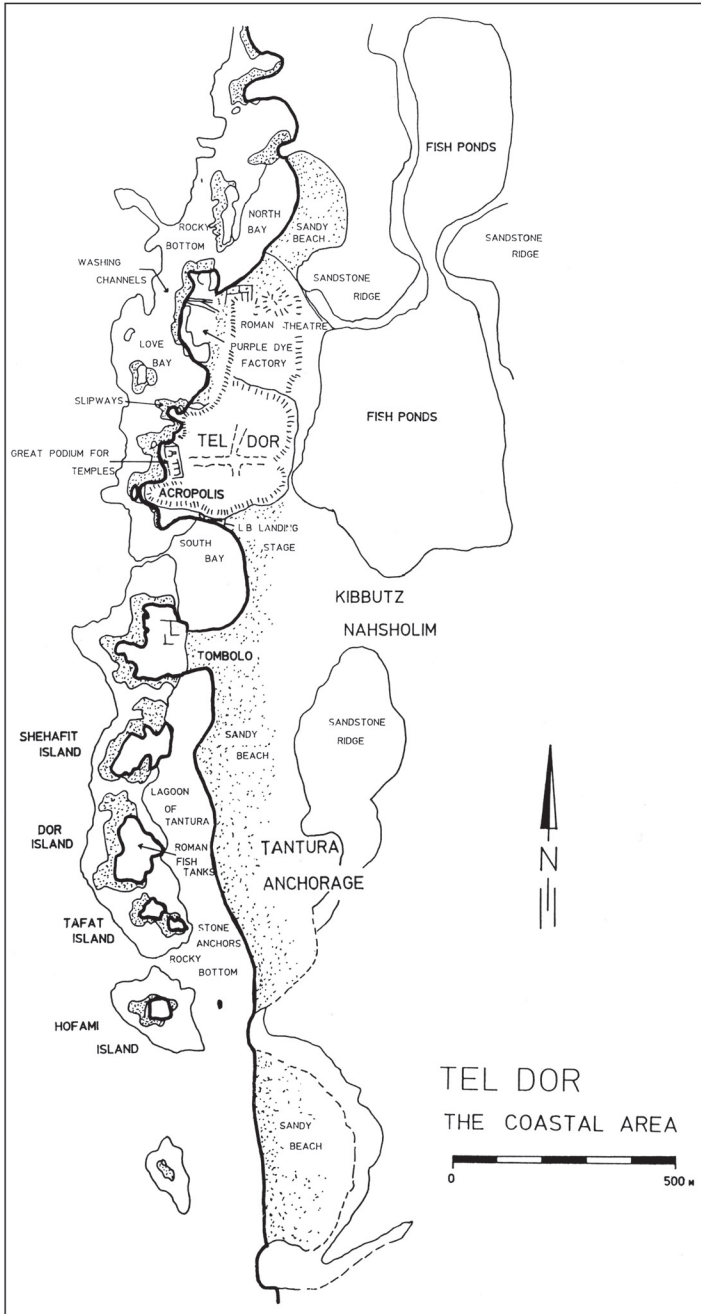 FISH PONDS
NORTH
BAY
ROCKY
BOTTOM
SANDY
BEACH
SANDSTONE
RIDGE
WASHING
CHANNELS
SANDSTONE
RIDGE
ROMAN THEATRE
PURPLE DYE
FACTORY
LOVE
BAY
SLIPWAYS
FISH PONDS
TEL DOR
GREAT PODIUM FOR
TEMPLES
ACROPOLIS
L B LANDING
STAGE
SOUTH
BAY
KIBBUTZ
NAHSHOLIM
TOMBOLO
SHEHAFIT
ISLAND
SANDY
BEACH
SANDSTONE
RIDGE
LAGOON
OF
TANTURA
DOR
ISLAND
ROMAN
FISH
TANKS
TANTURA
ANCHORAGE
N
TAFAT
ISLAND
STONE
ANCHORS
ROCKY
BOTTOM
HOFAMI
ISLAND
TEL DOR
THE COASTAL AREA
0 500 M
SANDY
BEACH